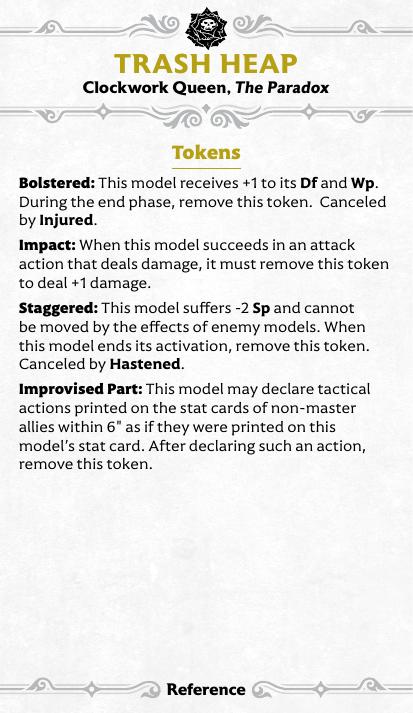 TRASH HEAP
Clockwork Queen, The Paradox
Tokens
Bolstered: This model receives +1 to its Df and Wp.
During the end phase, remove this token.  Canceled
by Injured.
Impact: When this model succeeds in an attack
action that deals damage, it must remove this token
to deal +1 damage.
Staggered: This model suffers -2 Sp and cannot
be moved by the effects of enemy models. When
this model ends its activation, remove this token.
Canceled by Hastened.
Improvised Part: This model may declare tactical
actions printed on the stat cards of non-master
allies within 6" as if they were printed on this
model's stat card. After declaring such an action,
remove this token.
Reference